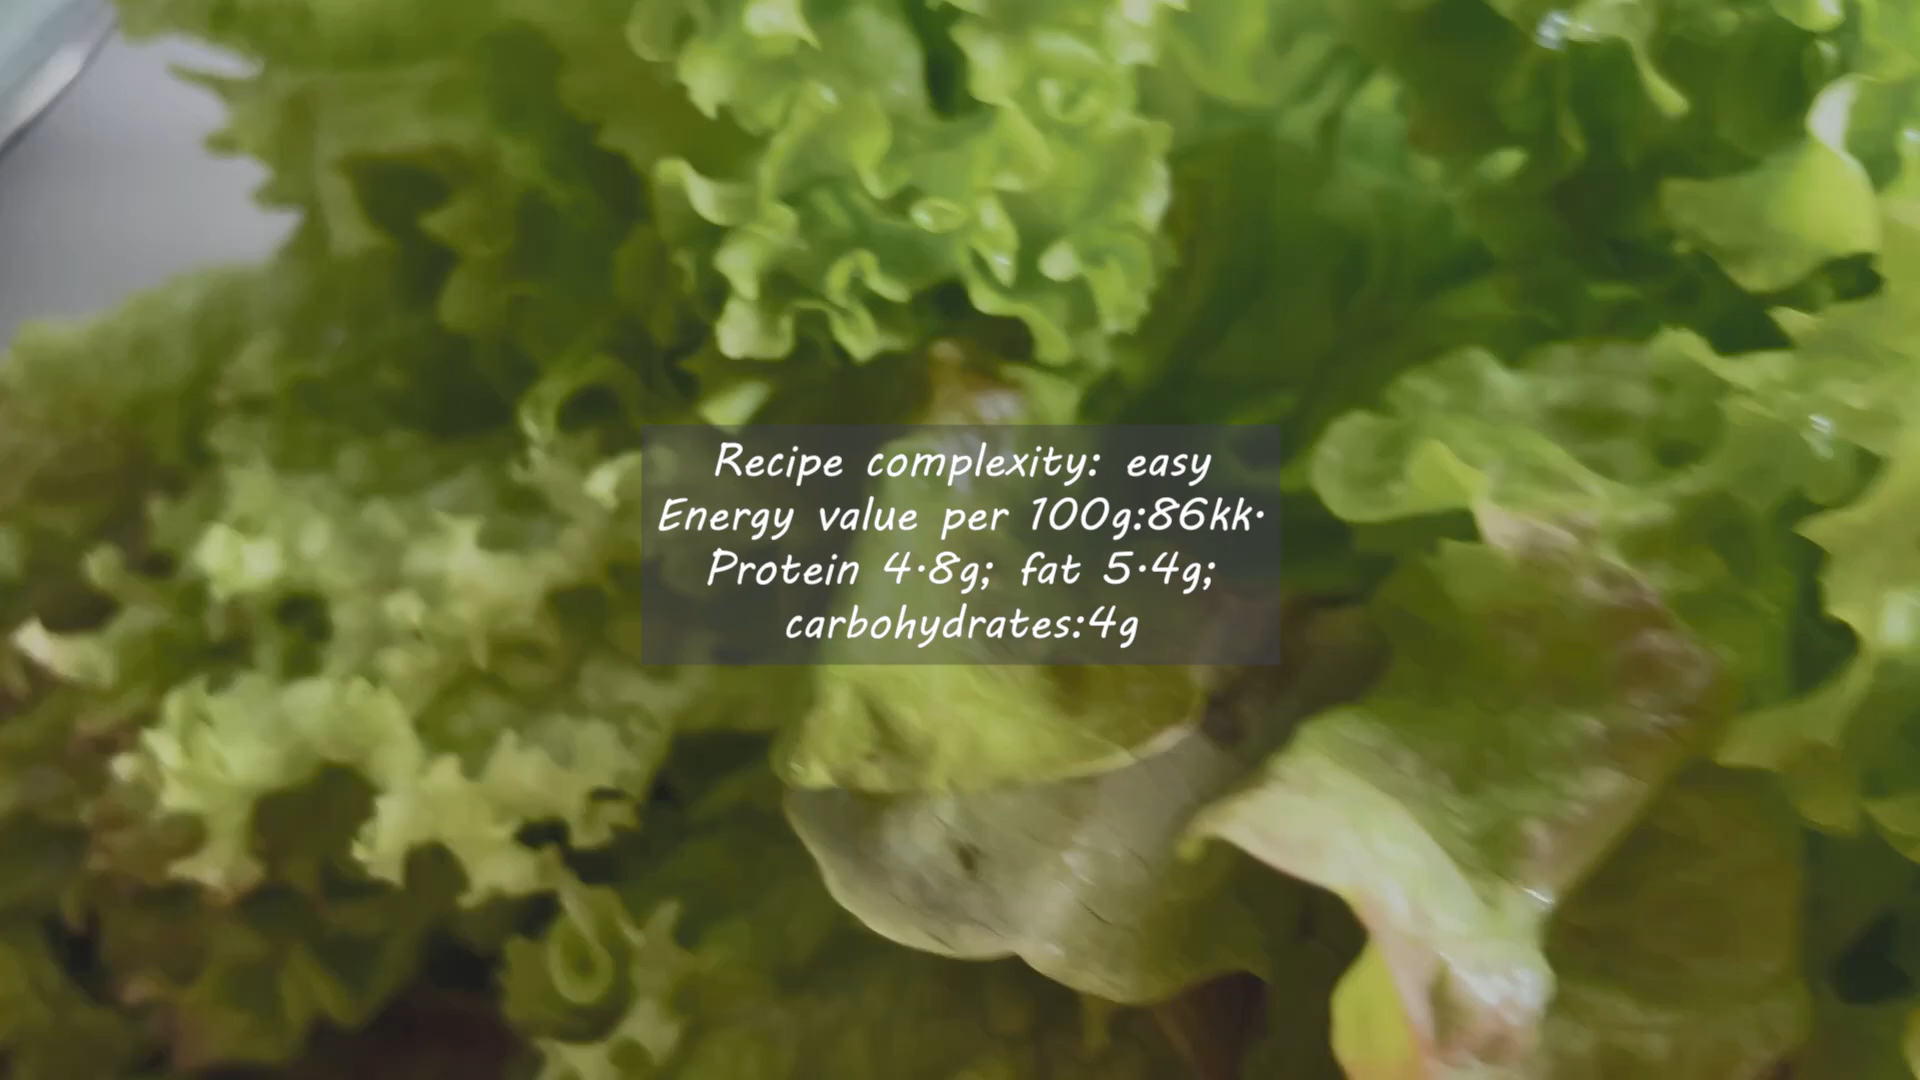 Recipe complexity: easy
Energy value per 100g:86kk.
Protein 4.8g; fat 5.4g;
carbohydrates:4g